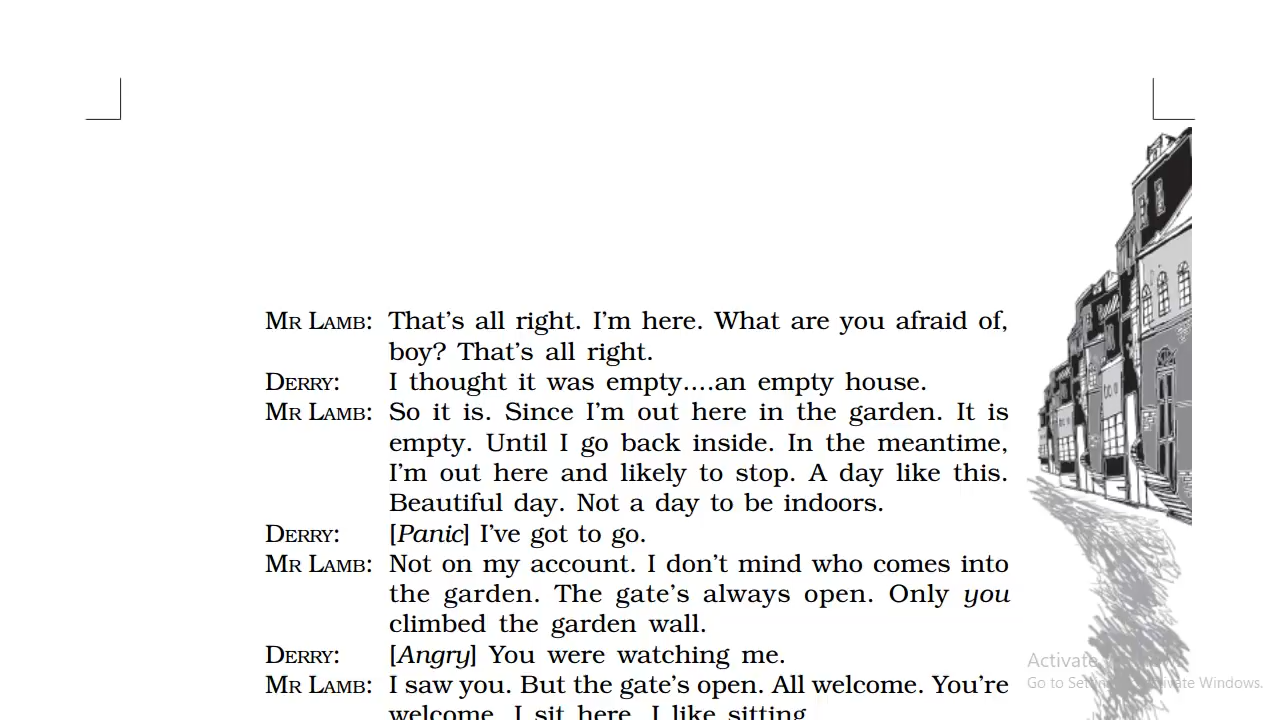 MR LAMB: That's all right. I'm here. What are you afraid of,
boy? That's all right.
DERRY: I thought it was empty....an empty house.
MR LAMB: So it is. Since I'm out here in the garden. It is
empty. Until I go back inside. In the meantime,
I'm out here and likely to stop. A day like this.
Beautiful day. Not a day to be indoors.
DERRY: [Panic] I've got to go.
MR LAMB: Not on my account. I don't mind who comes into
the garden. The gate's always open. Only you
climbed the garden wall.
DERRY: [Angry] You were watching me.
MR LAMB: I saw you. But the gate's open. All welcome. You're
welcome. I sit here. I like sitting.
Activate
Go to Windows.